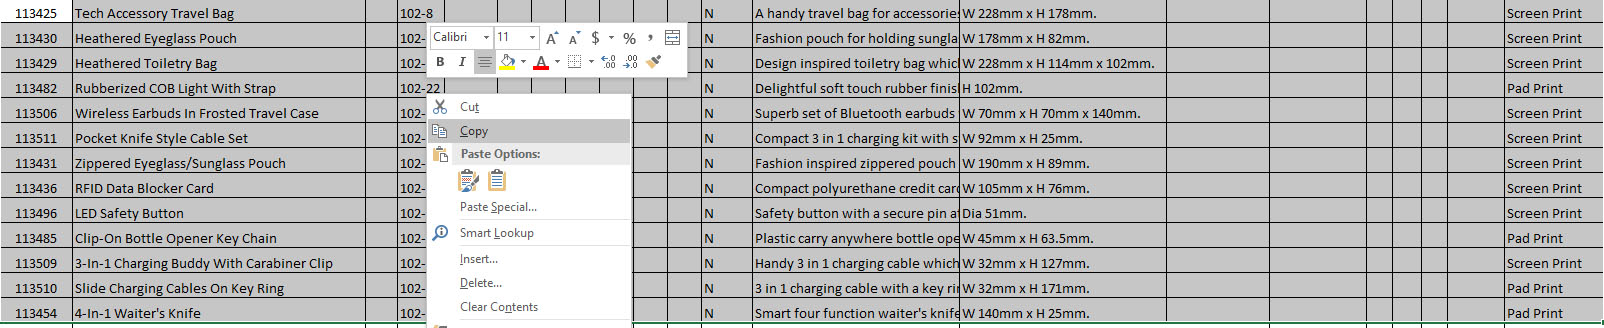 113425 Tech Accessory Travel Bag 102-8 N A handy travel bag for accessorie W 228mm x H 178mm. Screen Print
113430 Heathered Eyeglass Pouch 102- Calibri 11 $ % , N Fashion pouch for holding sungla W 178mm x H 82mm. Screen Print
113429 Heathered Toiletry Bag 102- B I A .00 .00 N Design inspired toiletry bag whic W 228mm x H 114mm x 102mm. Screen Print
113482 Rubberized COB Light With Strap 102-22 N Delightful soft touch rubber finis H 102mm. Pad Print
Cut
113506 Wireless Earbuds In Frosted Travel Case 102- N Superb set of Bluetooth earbuds W 70mm x H 70mm x 140mm. Screen Print
Copy
113511 Pocket Knife Style Cable Set 102- N Compact 3 in 1 charging kit with s W 92mm x H 25mm. Screen Print
Paste Options:
113431 Zippered Eyeglass/Sunglass Pouch 102- N Fashion inspired zippered pouch W 190mm x H 89mm. Screen Print
113436 RFID Data Blocker Card 102- N Compact polyurethane credit card W 105mm x H 76mm. Screen Print
Paste Special...
113496 LED Safety Button 102- N Safety button with a secure pin at Dia 51mm. Screen Print
Smart Lookup
113485 Clip-On Bottle Opener Key Chain 102- N Plastic carry anywhere bottle ope W 45mm x H 63.5mm. Pad Print
Insert...
113509 3-In-1 Charging Buddy With Carabiner Clip 102- N Handy 3 in 1 charging cable which W 32mm x H 127mm. Screen Print
Delete...
113510 Slide Charging Cables On Key Ring 102- N 3 in 1 charging cable with a key ri W 32mm x H 171mm. Pad Print
Clear Contents
113454 4-In-1 Waiter's Knife 102- N Smart four function waiter's knife W 140mm x H 25mm. Pad Print